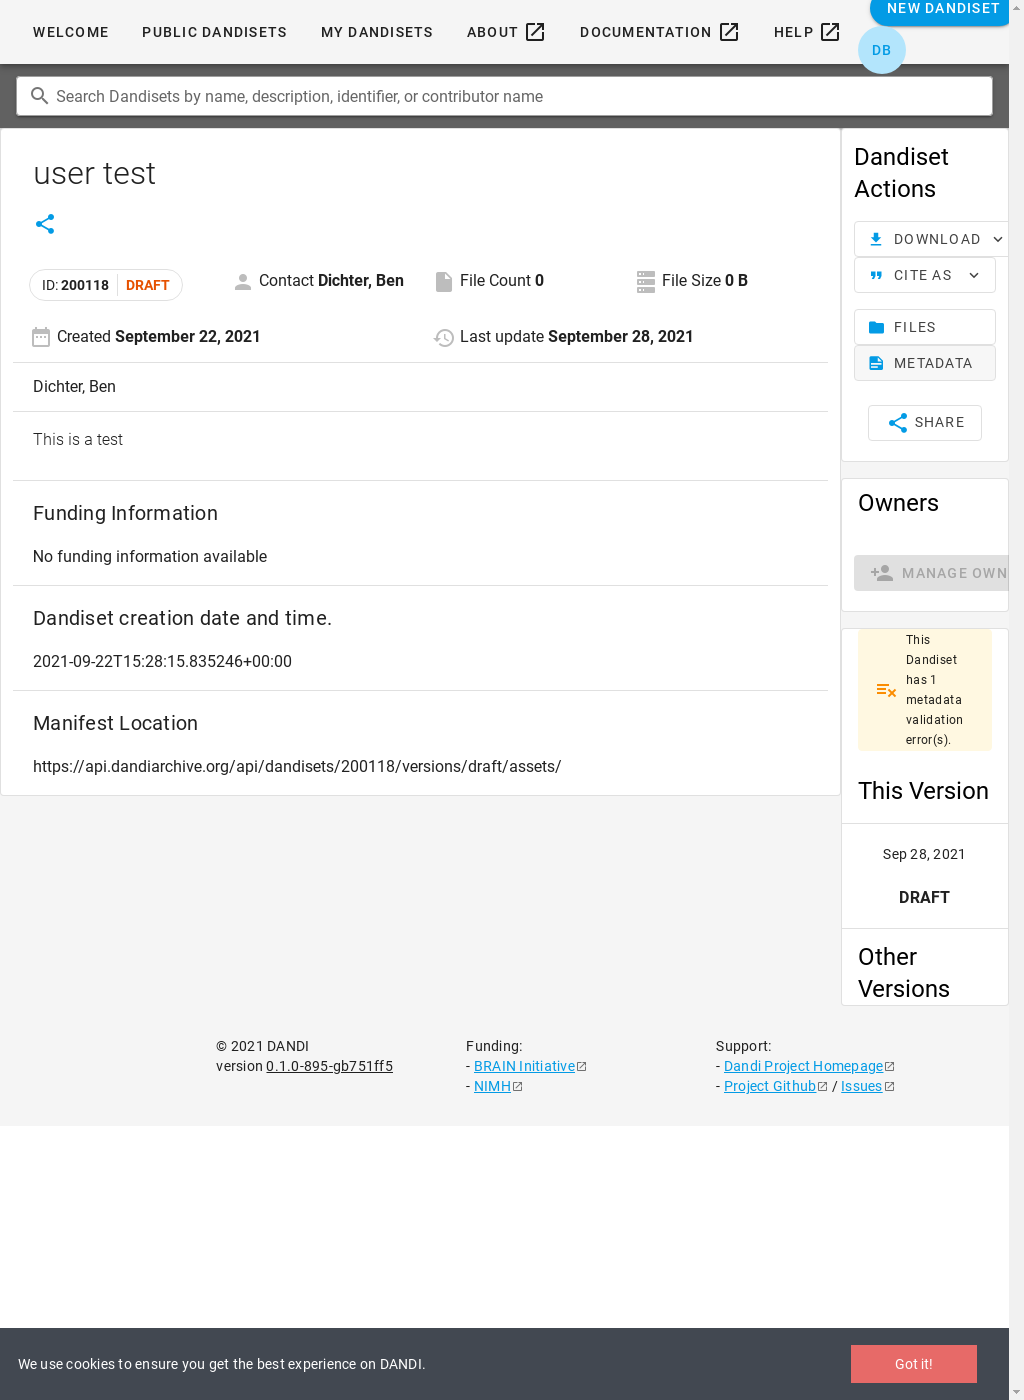 WELCOME PUBLIC DANDISETS MY DANDISETS ABOUT DOCUMENTATION HELP NEW DANDISET
DB
Search Dandisets by name, description, identifier, or contributor name
user test
ID: 200118 DRAFT
Contact Dichter, Ben
File Count 0
File Size 0 B
Created September 22, 2021
Last update September 28, 2021
Dichter, Ben
This is a test
Funding Information
No funding information available
Dandiset creation date and time.
2021-09-22T15:28:15.835246+00:00
Manifest Location
https://api.dandiarchive.org/api/dandisets/200118/versions/draft/assets/
Dandiset
Actions
DOWNLOAD
CITE AS
FILES
METADATA
SHARE
Owners
MANAGE OWN
This
Dandiset
has 1
metadata
validation
error(s).
This Version
Sep 28, 2021
DRAFT
Other
Versions
© 2021 DANDI
version 0.1.0-895-gb751ff5
Funding:
- BRAIN Initiative
- NIMH
Support:
- Dandi Project Homepage
- Project Github / Issues
We use cookies to ensure you get the best experience on DANDI.
Got it!